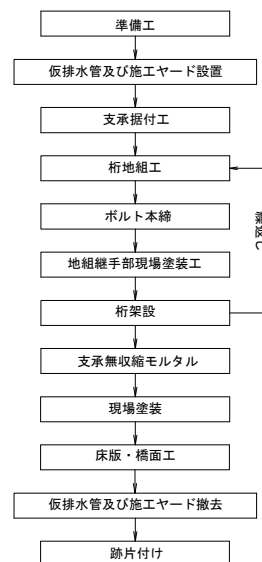 準備工
仮排水管及び施工ヤード設置
支承据付工
桁地組工
ボルト本締
地組継手部現場塗装工
桁架設
繰返し
支承無収縮モルタル
現場塗装
床版・橋面工
仮排水管及び施工ヤード撤去
跡片付け